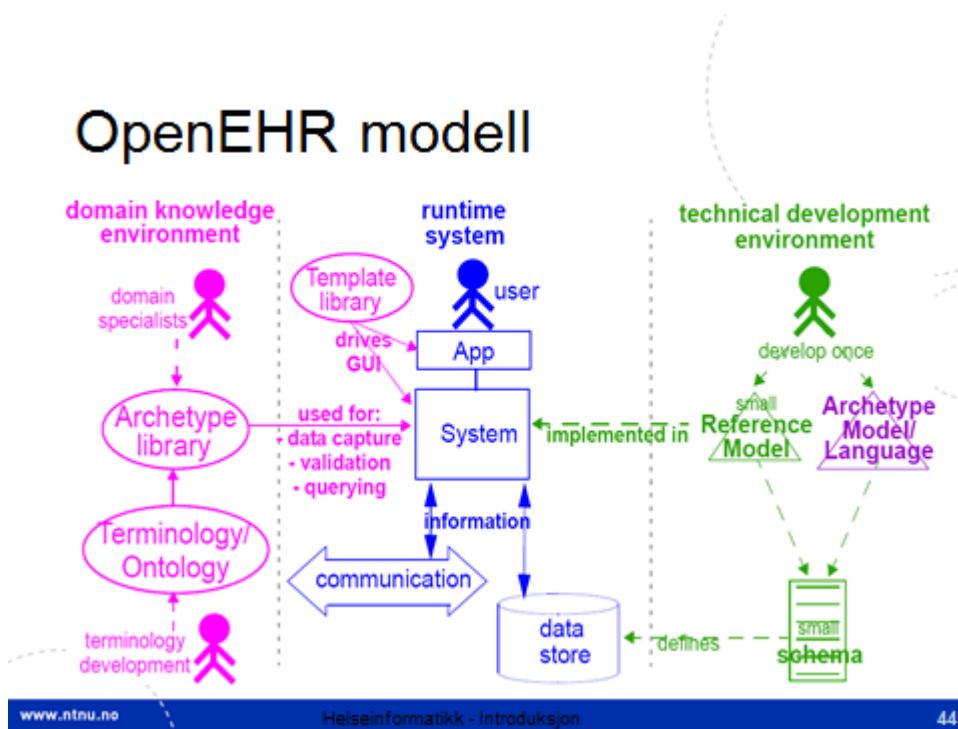 OpenEHR modell
domain knowledge
environment
domain
specialists
Archetype
library
Terminology/
Ontology
terminology
development
runtime
system
Template
library
user
drives
GUI
App
used for:
- data capture
- validation
- querying
System
information
communication
data
store
technical development
environment
develop once
small
Reference
Model
Archetype
Model/
Language
implemented in
defines
small
schema
www.ntnu.no
Helseinformatikk - Introduksjon
44